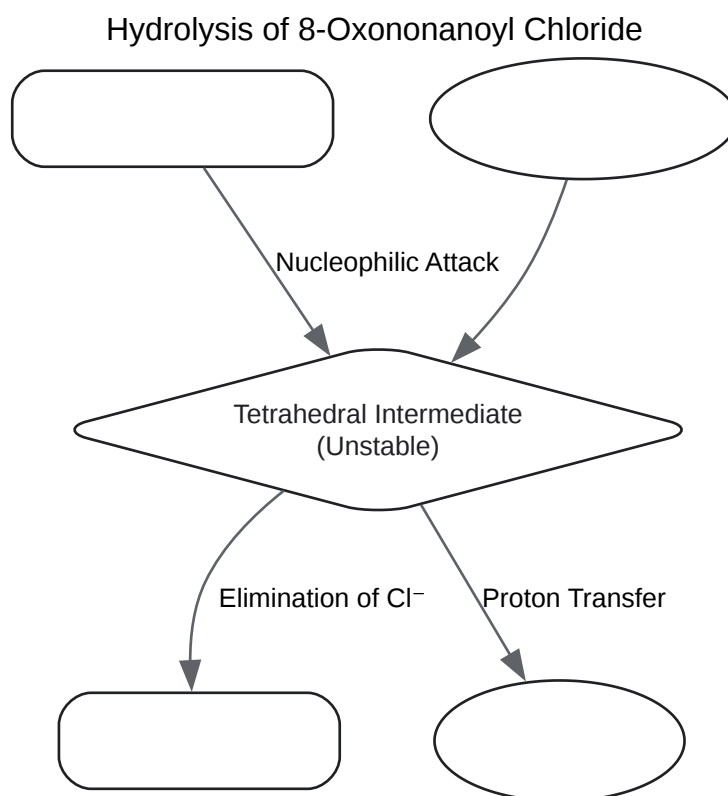 Hydrolysis of 8-Oxononanoyl Chloride
Nucleophilic Attack
Tetrahedral Intermediate
(Unstable)
Elimination of Cl⁻
Proton Transfer